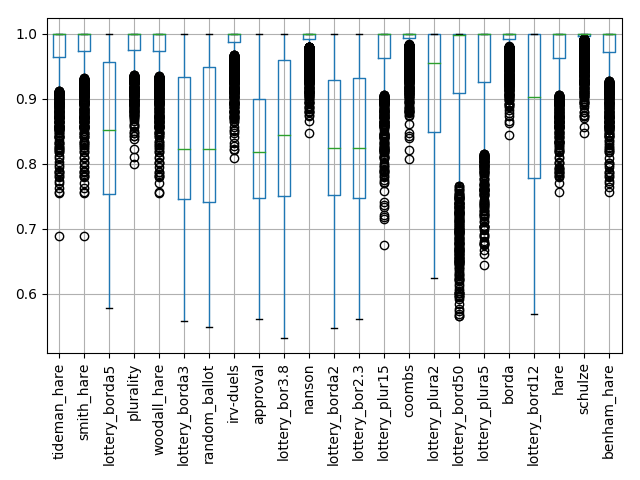 1.0
0.9
0.8
0.7
0.6
tideman_hare
smith_hare
lottery_borda5
plurality
woodall_hare
lottery_borda3
random_ballot
irv-duels
approval
lottery_bor3.8
nanson
lottery_borda2
lottery_bor2.3
lottery_plur15
coombs
lottery_plura2
lottery_bord50
lottery_plura5
borda
lottery_bord12
hare
schulze
benham_hare